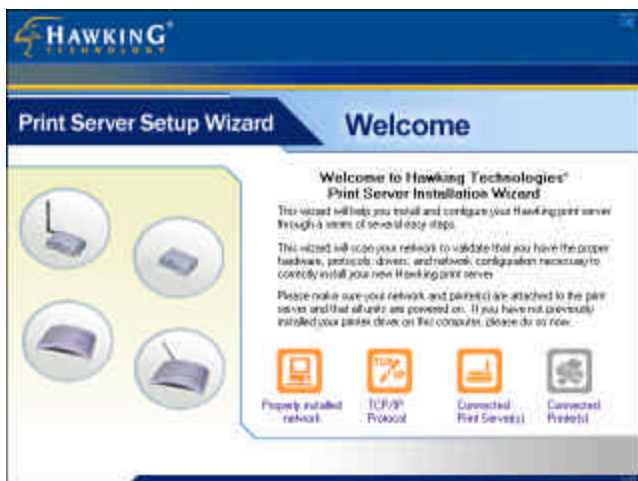 HAWKING
TECHNOLOGY
Print Server Setup Wizard
Welcome
Welcome to Hawking Technologies'
Print Server Installation Wizard
This wizard will help you install and configure your Hawking print server
through a series of several easy steps.
This wizard will scan your network to validate that you have the proper
hardware, protocols, drivers, and network configuration necessary to
correctly install your new Hawking print server
Please make sure your network and printer(s) are attached to the print
server and that all units are powered on. If you have not previously
installed your printer driver on this computer, please do so now.
TCP/IP
Properly installed
network
TCP/IP
Protocol
Connected
Print Server(s)
Connected
Printer(s)